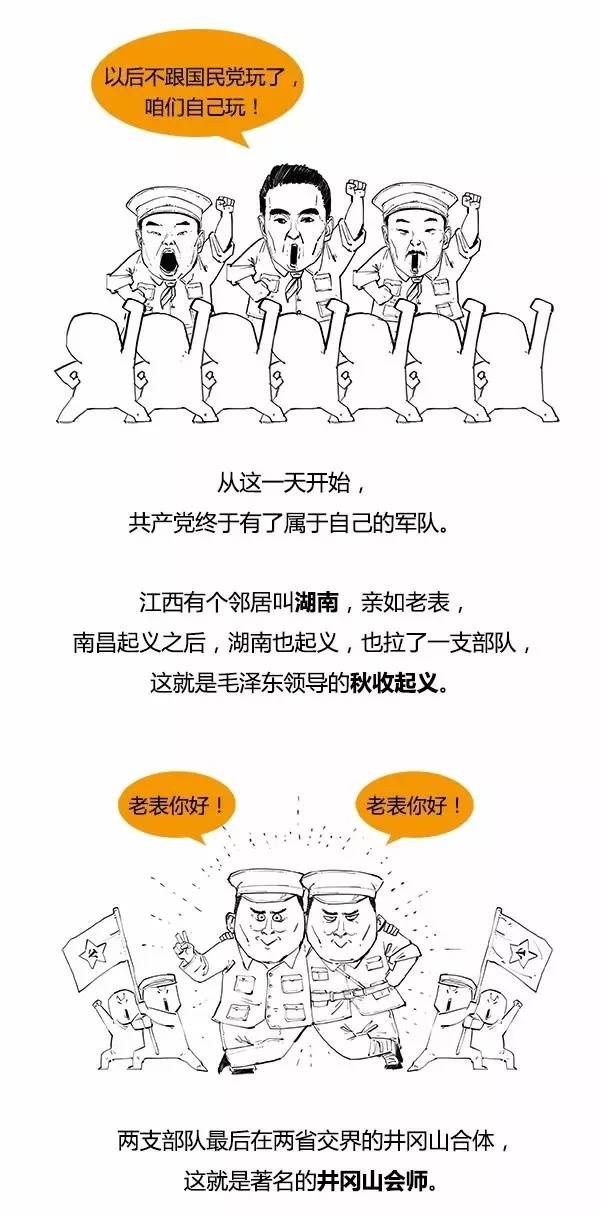 以后不跟国民党玩了，
咱们自己玩！
从这一天开始，
共产党终于有了属于自己的军队。
江西有个邻居叫湖南，亲如老表，
南昌起义之后，湖南也起义，也拉了一支部队，
这就是毛泽东领导的秋收起义。
老表你好！
老表你好！
两支部队最后在两省交界的井冈山合体，
这就是著名的井冈山会师。